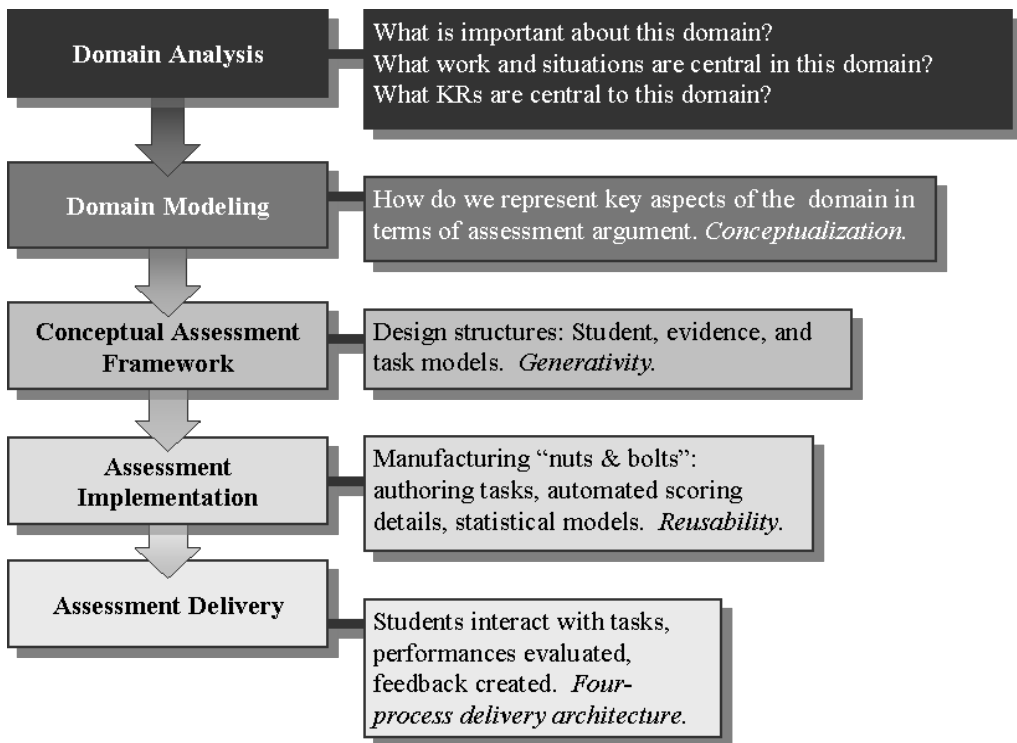 Domain Analysis
What is important about this domain?
What work and situations are central in this domain?
What KRs are central to this domain?
Domain Modeling
How do we represent key aspects of the domain in
terms of assessment argument. Conceptualization.
Conceptual Assessment
Framework
Design structures: Student, evidence, and
task models. Generativity.
Assessment
Implementation
Manufacturing “nuts & bolts”:
authoring tasks, automated scoring
details, statistical models. Reusability.
Assessment Delivery
Students interact with tasks,
performances evaluated,
feedback created. Four-
process delivery architecture.